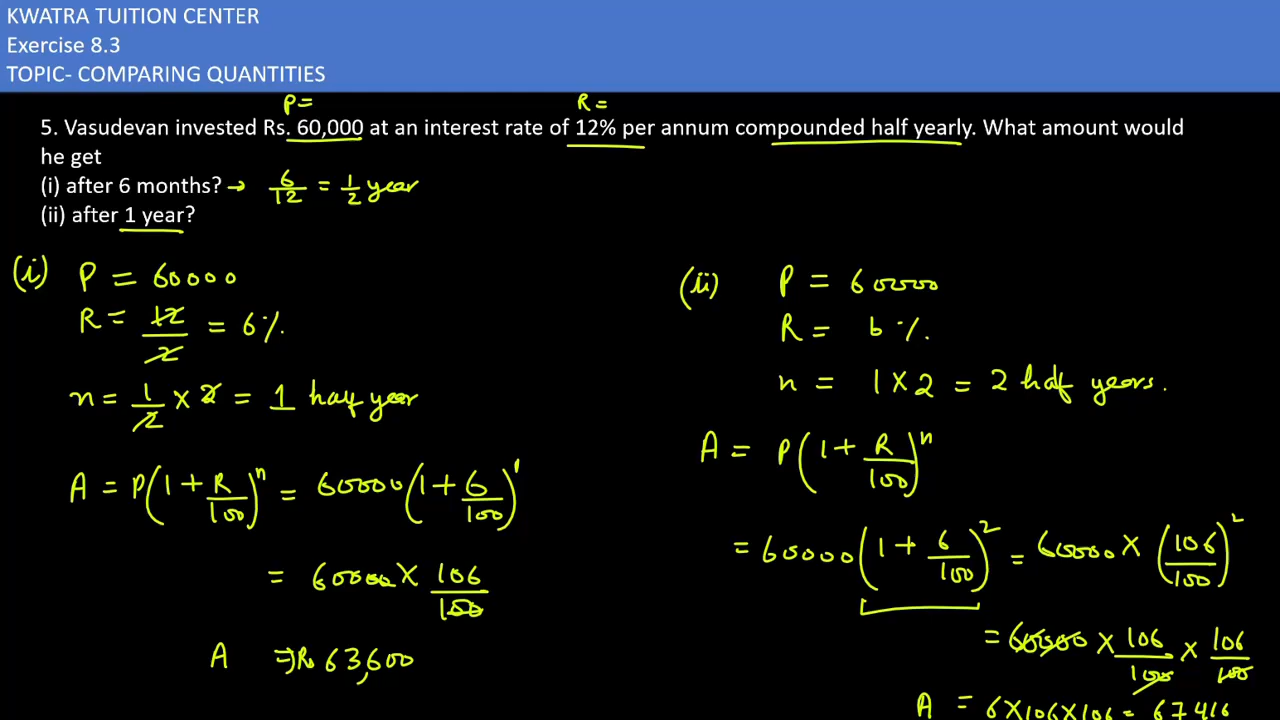 KWATRA TUITION CENTER
Exercise 8.3
TOPIC- COMPARING QUANTITIES
P=
R=
5. Vasudevan invested Rs. 60,000 at an interest rate of 12% per annum compounded half yearly. What amount would
he get
(i) after 6 months? → 6/12 = 1/2 year
(ii) after 1 year?
(i) P = 60000
R = 12/2 = 6%
n = 1/2 × 2 = 1 half year
A = P(1 + R/100)^n = 60000(1 + 6/100)^1
= 60000 × 106/100
A ⇒ Rs 63,600
(ii) P = 60000
R = 6%.
n = 1 × 2 = 2 half years.
A = P(1 + R/100)^n
= 60000(1 + 6/100)^2 = 60000 × (106/100)^2
= 60000 × 106/100 × 106/100
A = 6×106×106 = 67416